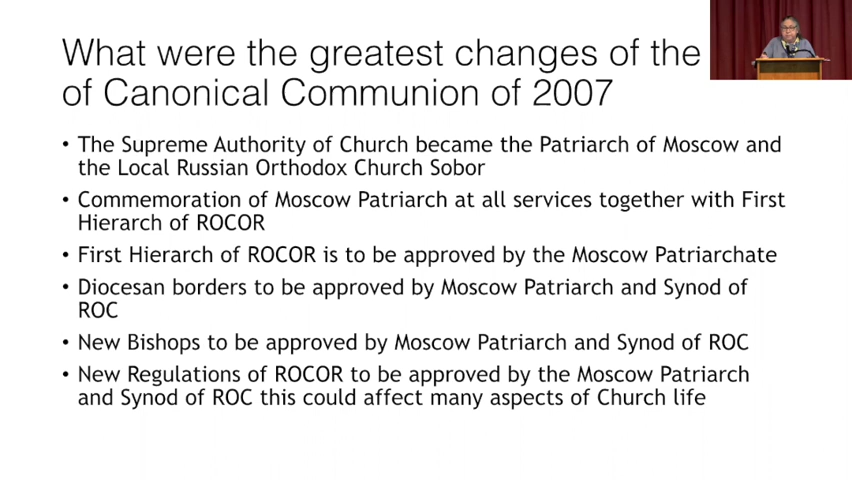 What were the greatest changes of the
of Canonical Communion of 2007
• The Supreme Authority of Church became the Patriarch of Moscow and
the Local Russian Orthodox Church Sobor
• Commemoration of Moscow Patriarch at all services together with First
Hierarch of ROCOR
• First Hierarch of ROCOR is to be approved by the Moscow Patriarchate
• Diocesan borders to be approved by Moscow Patriarch and Synod of
ROC
• New Bishops to be approved by Moscow Patriarch and Synod of ROC
• New Regulations of ROCOR to be approved by the Moscow Patriarch
and Synod of ROC this could affect many aspects of Church life